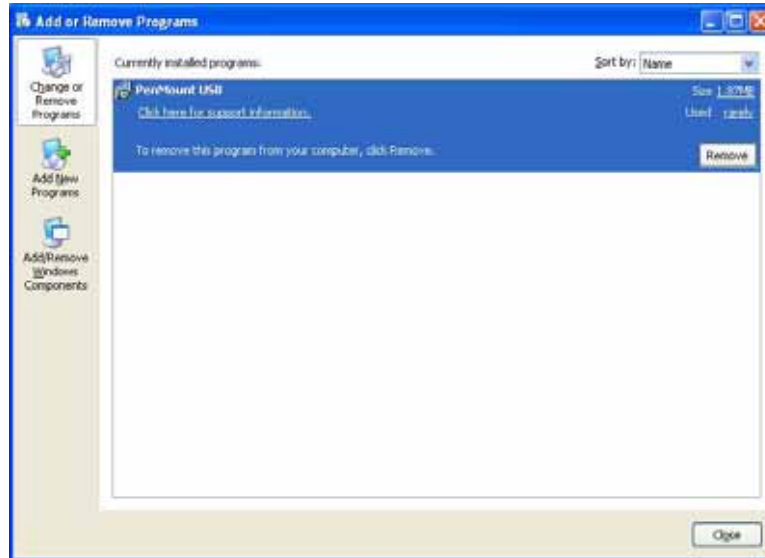 Add or Remove Programs
Change or
Remove
Programs
Add New
Programs
Add/Remove
Windows
Components
Currently installed programs:
Sort by: Name
PenMount USB
Size 1.87MB
Click here for support information.
Used rarely
To remove this program from your computer, click Remove.
Remove
Close